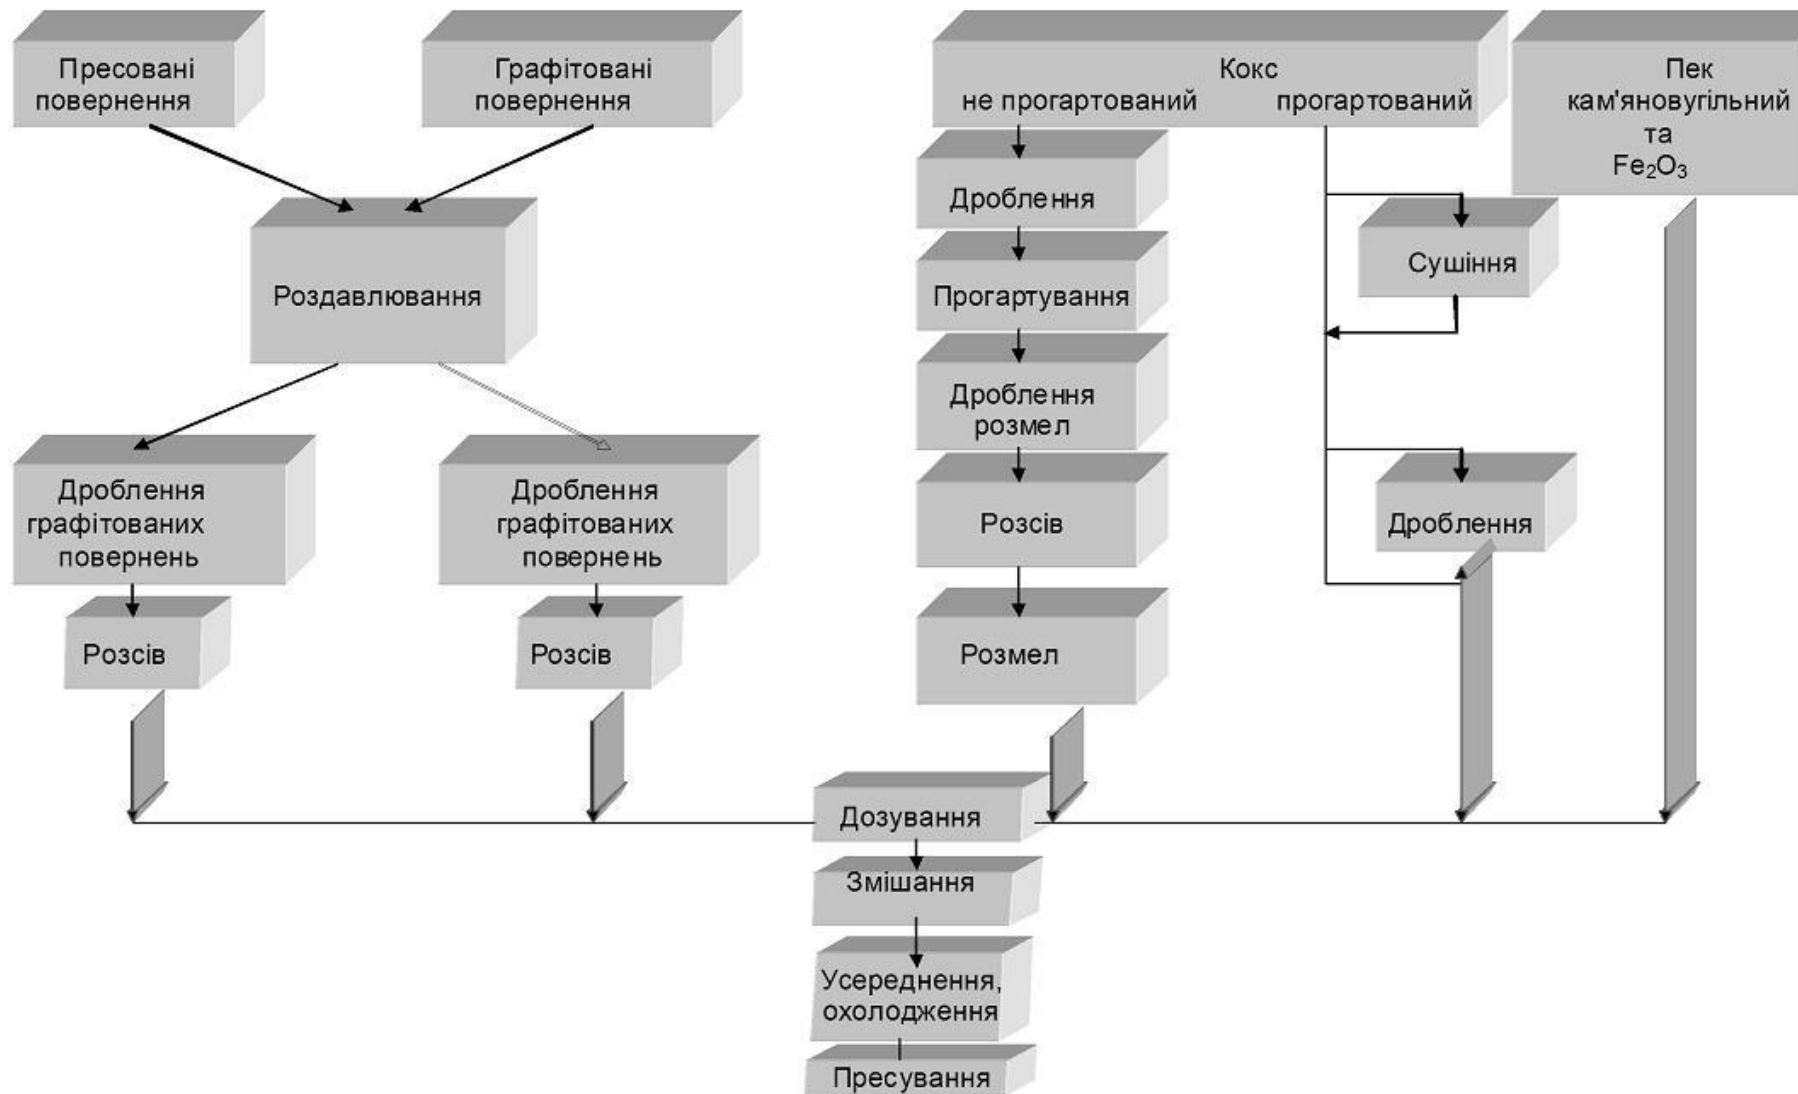 Пресовані
повернення
Графітовані
повернення
Кокс
не прогартований прогартований
Пек
кам'яновугільний
та
Fe₂O₃
Роздавлювання
Дроблення
Прогартування
Дроблення
розмел
Розсів
Розмел
Сушіння
Дроблення
Дроблення
графітованих
повернень
Дроблення
графітованих
повернень
Розсів
Розсів
Дозування
Змішання
Усереднення,
охолодження
Пресування